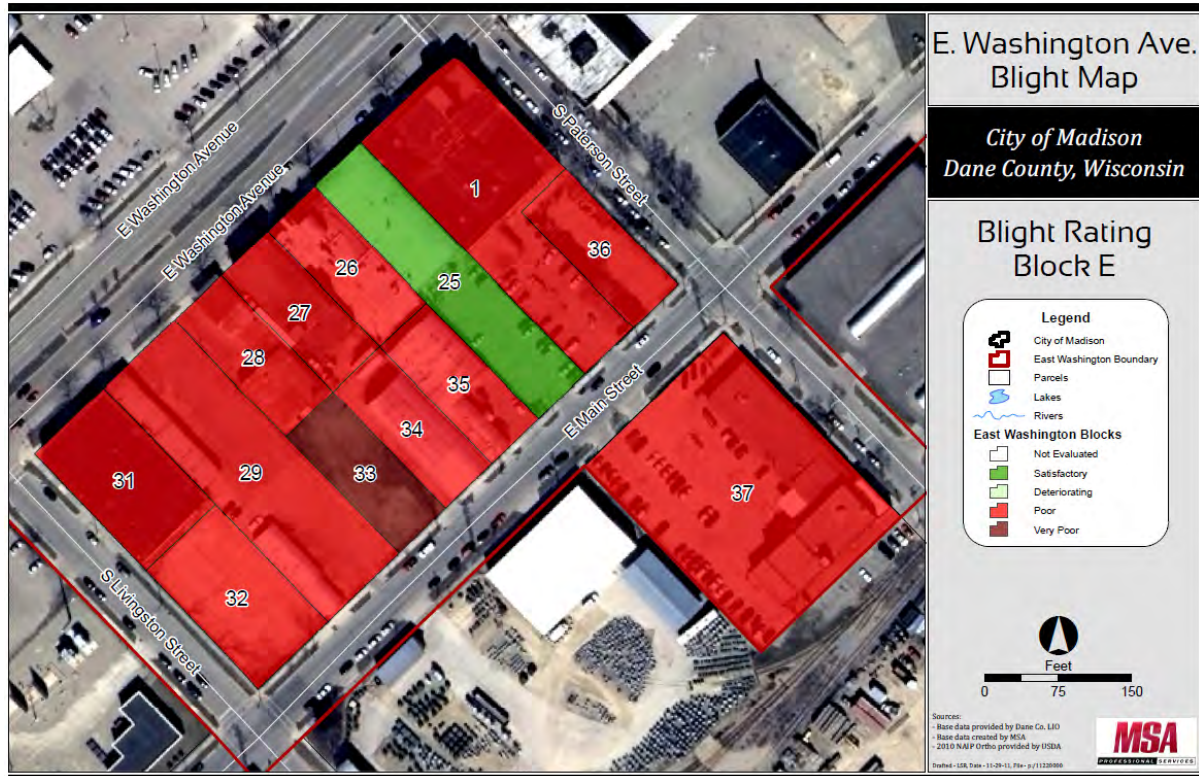 E. Washington Ave.
Blight Map
City of Madison
Dane County, Wisconsin
Blight Rating
Block E
Legend
City of Madison
East Washington Boundary
Parcels
Lakes
Rivers
East Washington Blocks
Not Evaluated
Satisfactory
Deteriorating
Poor
Very Poor
Feet
0 75 150
Sources:
- Base data provided by Dane Co. LIO
- Base data created by MSA
- 2010 NAIP Ortho provided by USDA
MSA
PROFESSIONAL SERVICES
E Washington Avenue
E Washington Avenue
S Paterson Street
E Main Street
S Livingston Street
1
36
25
26
27
28
35
34
33
29
31
32
37